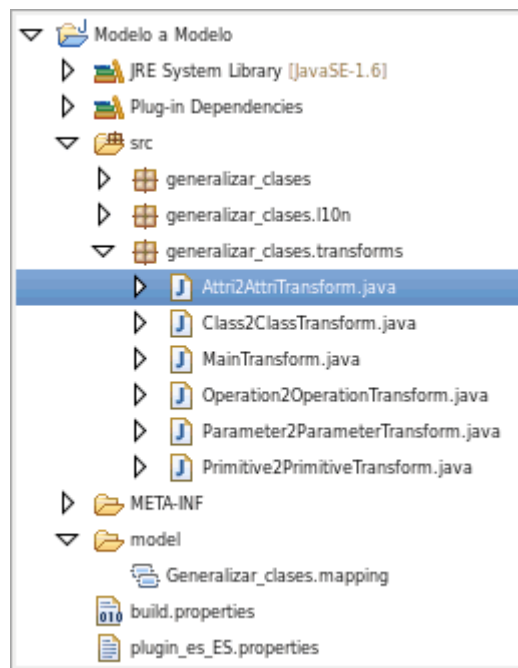 Modelo a Modelo
JRE System Library [JavaSE-1.6]
Plug-in Dependencies
src
generalizar_clases
generalizar_clases.l10n
generalizar_clases.transforms
Attri2AttriTransform.java
Class2ClassTransform.java
MainTransform.java
Operation2OperationTransform.java
Parameter2ParameterTransform.java
Primitive2PrimitiveTransform.java
META-INF
model
Generalizar_clases.mapping
build.properties
plugin_es_ES.properties